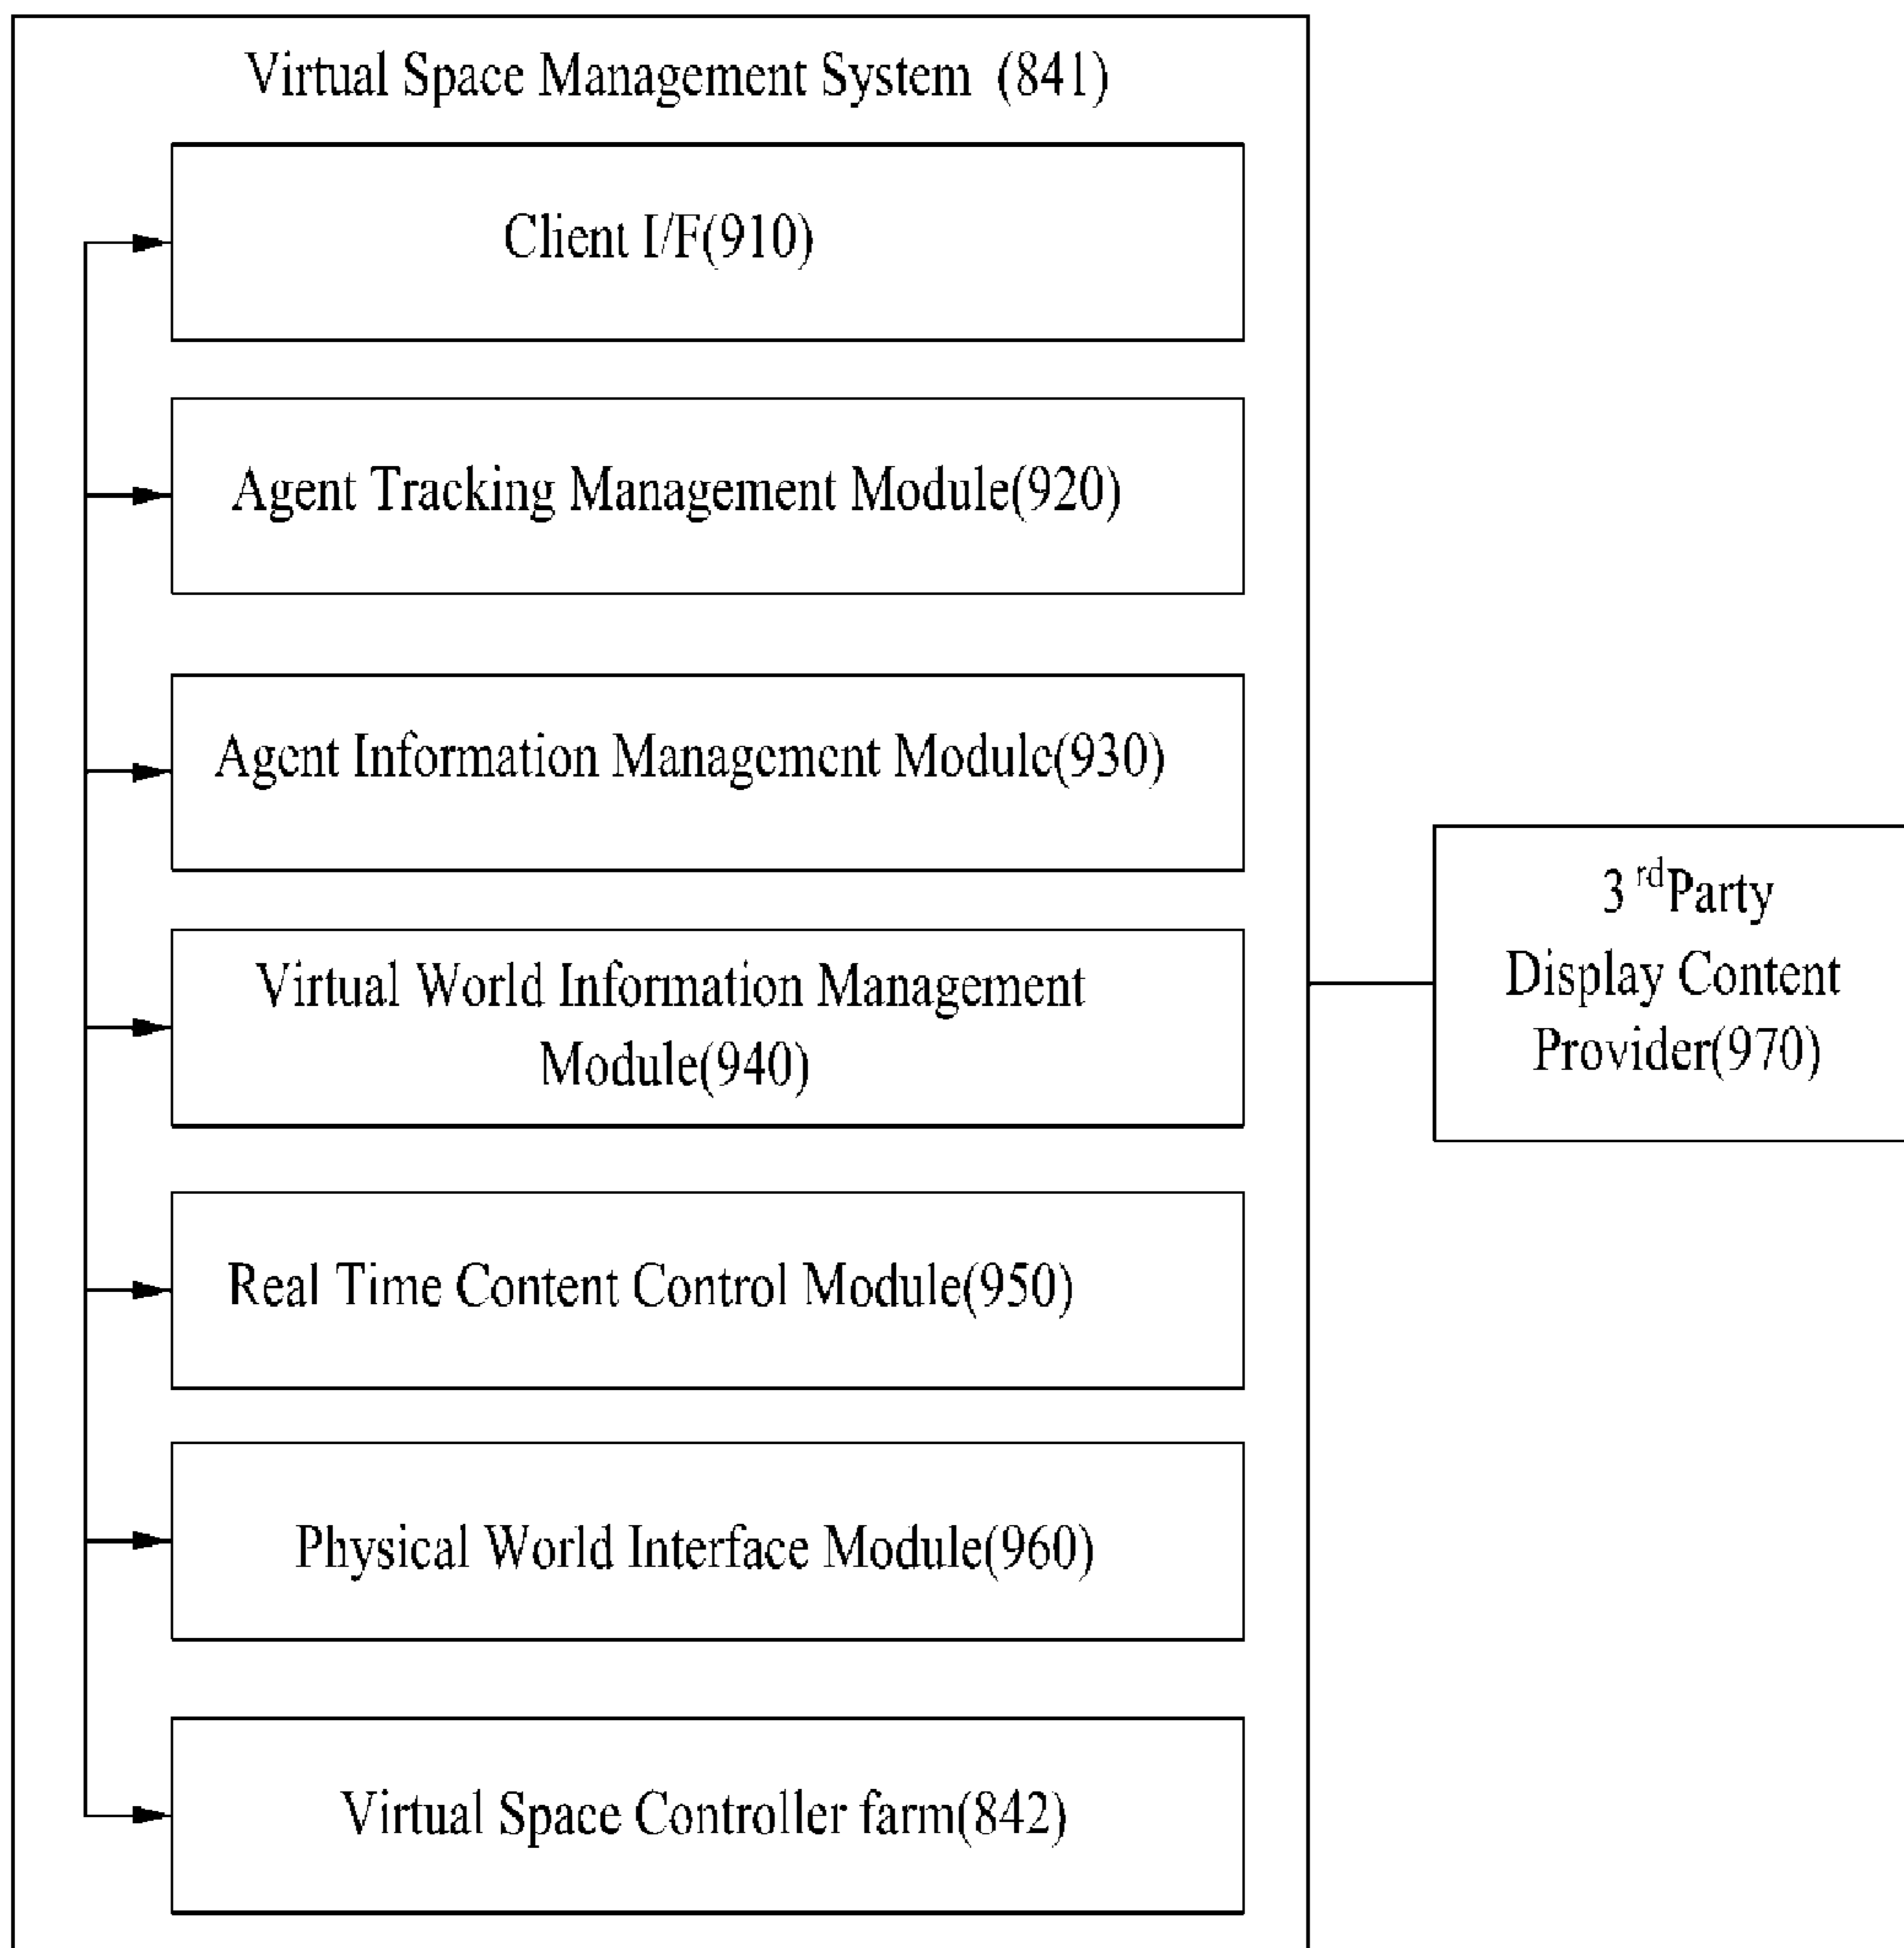 Virtual Space Management System (841)
Client I/F(910)
Agent Tracking Management Module(920)
Agent Information Management Module(930)
Virtual World Information Management
Module(940)
Real Time Content Control Module(950)
Physical World Interface Module(960)
Virtual Space Controller farm(842)
3 rdParty
Display Content
Provider(970)